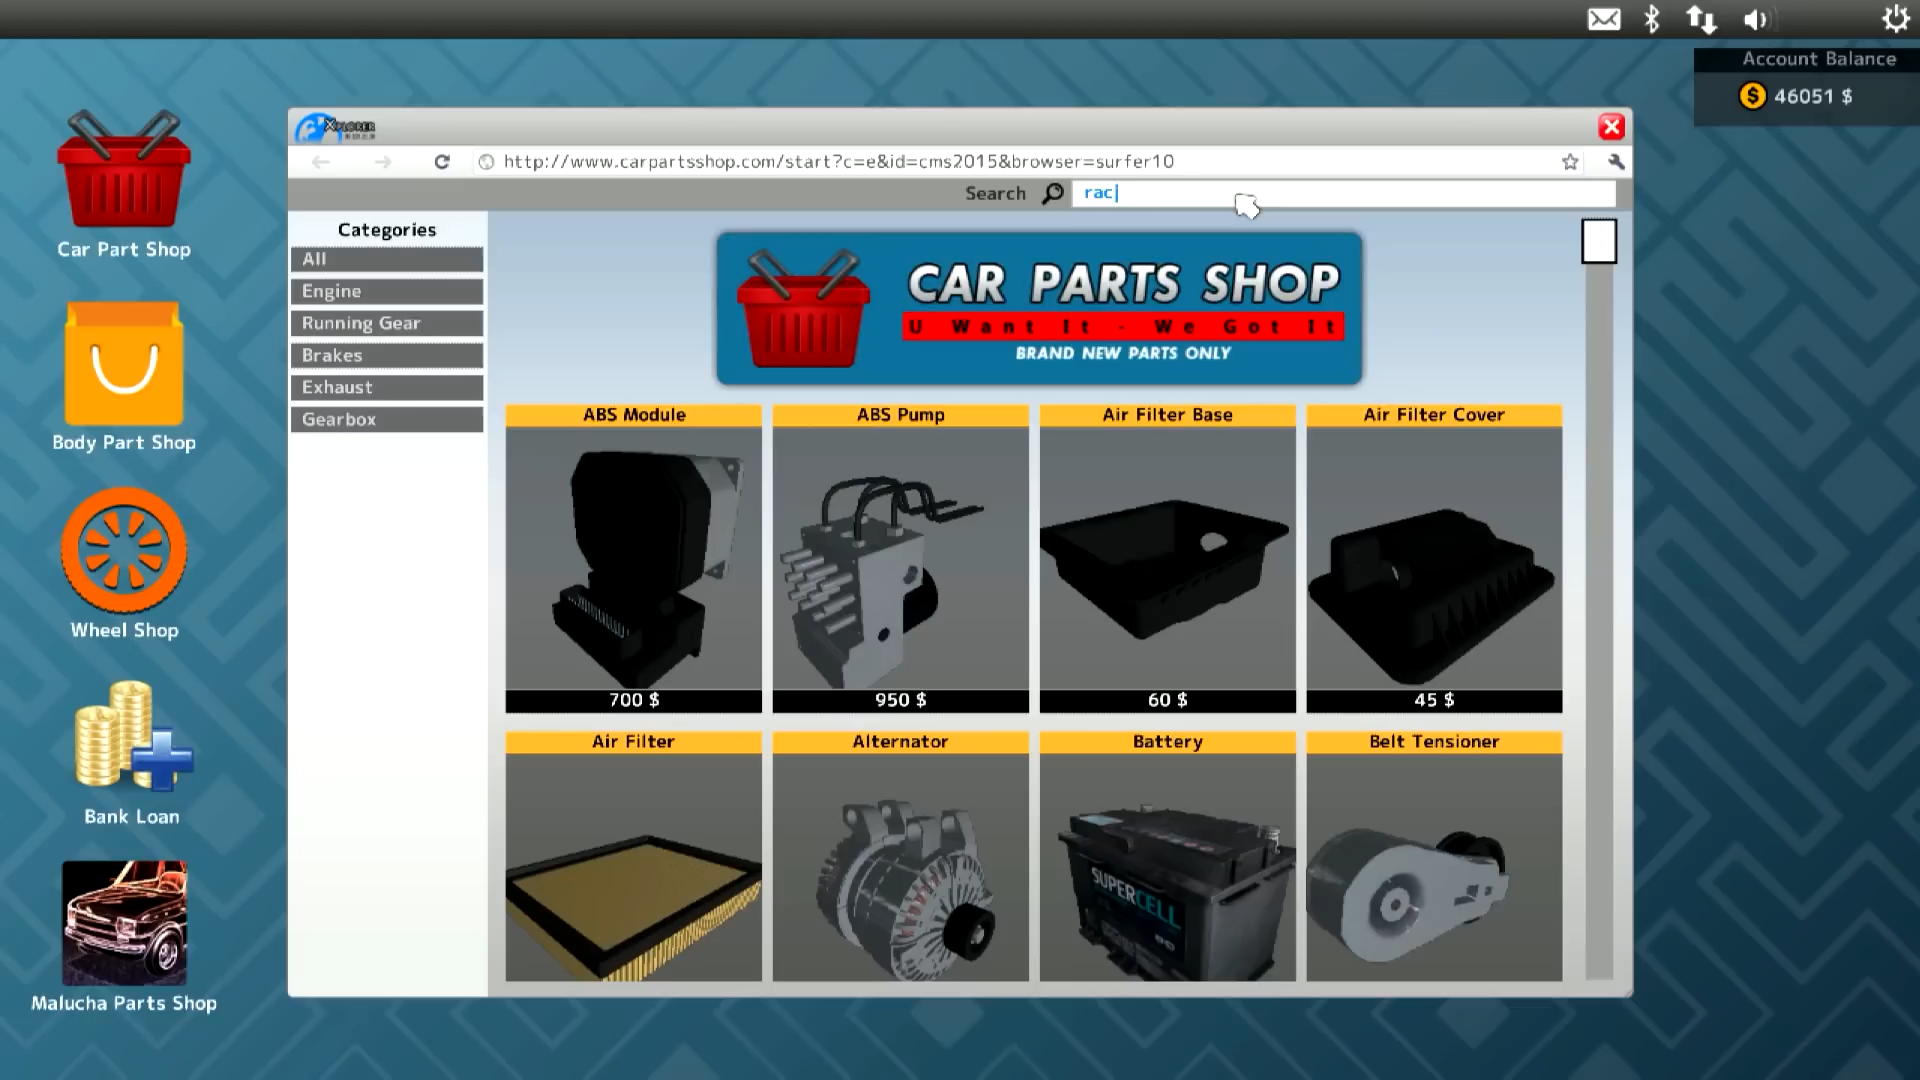 Account Balance
$ 46051 $
XPLORER
http://www.carpartsshop.com/start?c=e&id=cms2015&browser=surfer10
Search rac
Categories
All
Engine
Running Gear
Brakes
Exhaust
Gearbox
CAR PARTS SHOP
U Want It - We Got It
BRAND NEW PARTS ONLY
ABS Module
ABS Pump
Air Filter Base
Air Filter Cover
700 $
950 $
60 $
45 $
Air Filter
Alternator
Battery
Belt Tensioner
SUPERCELL
Car Part Shop
Body Part Shop
Wheel Shop
Bank Loan
Malucha Parts Shop